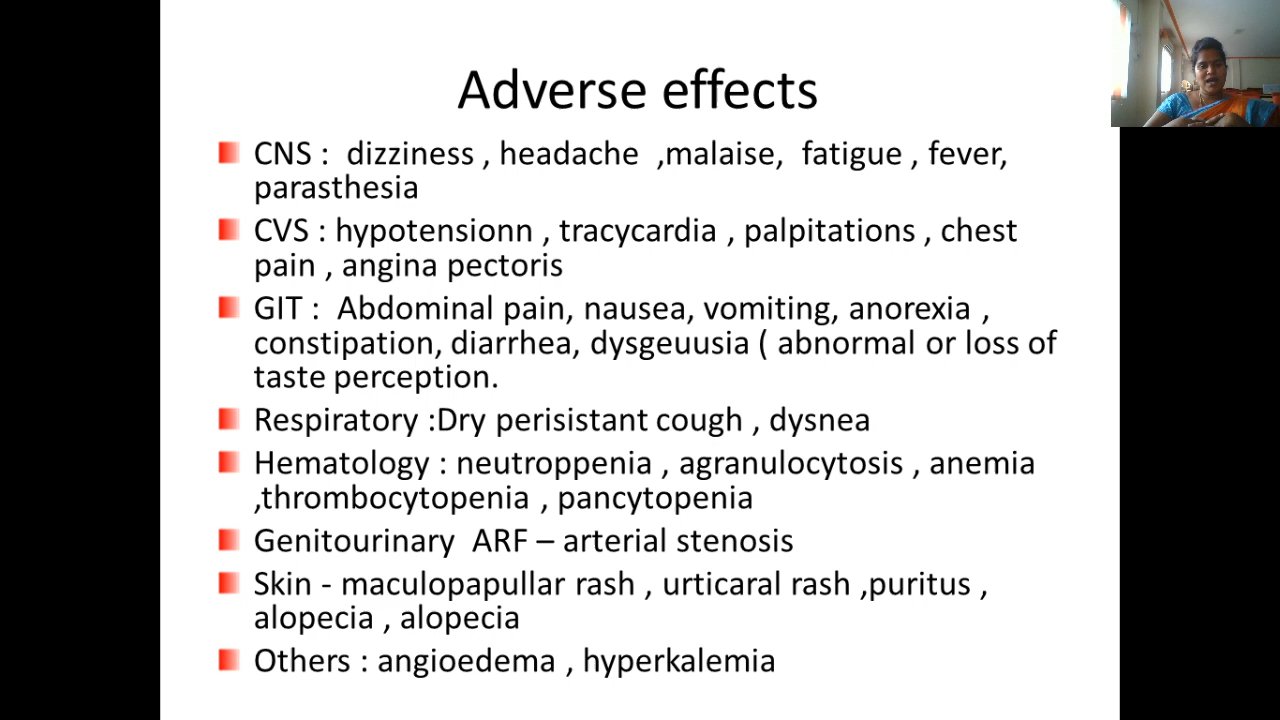 Adverse effects
CNS : dizziness , headache ,malaise, fatigue , fever,
parasthesia
CVS : hypotensionn , tracycardia , palpitations , chest
pain , angina pectoris
GIT : Abdominal pain, nausea, vomiting, anorexia ,
constipation, diarrhea, dysgeuusia ( abnormal or loss of
taste perception.
Respiratory :Dry perisistant cough , dysnea
Hematology : neutroppenia , agranulocytosis , anemia
,thrombocytopenia , pancytopenia
Genitourinary ARF – arterial stenosis
Skin - maculopapullar rash , urticaral rash ,puritus ,
alopecia , alopecia
Others : angioedema , hyperkalemia